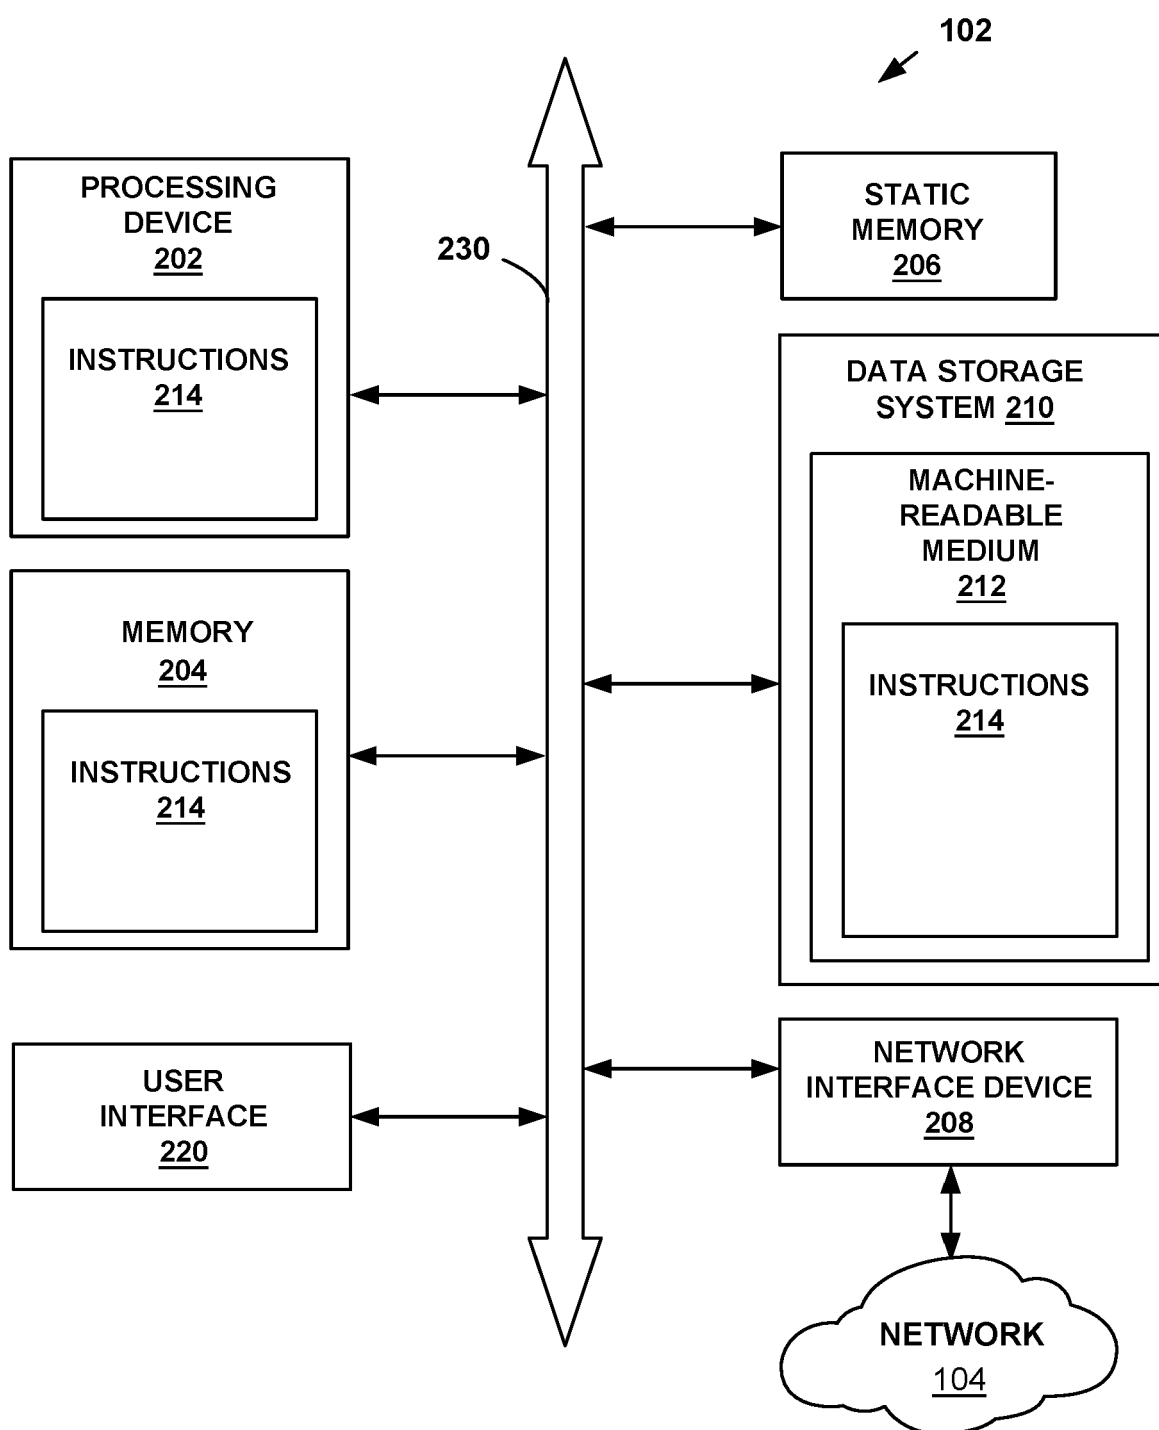 102
PROCESSING
DEVICE
202
INSTRUCTIONS
214
230
STATIC
MEMORY
206
DATA STORAGE
SYSTEM 210
MACHINE-
READABLE
MEDIUM
212
INSTRUCTIONS
214
MEMORY
204
INSTRUCTIONS
214
USER
INTERFACE
220
NETWORK
INTERFACE DEVICE
208
NETWORK
104